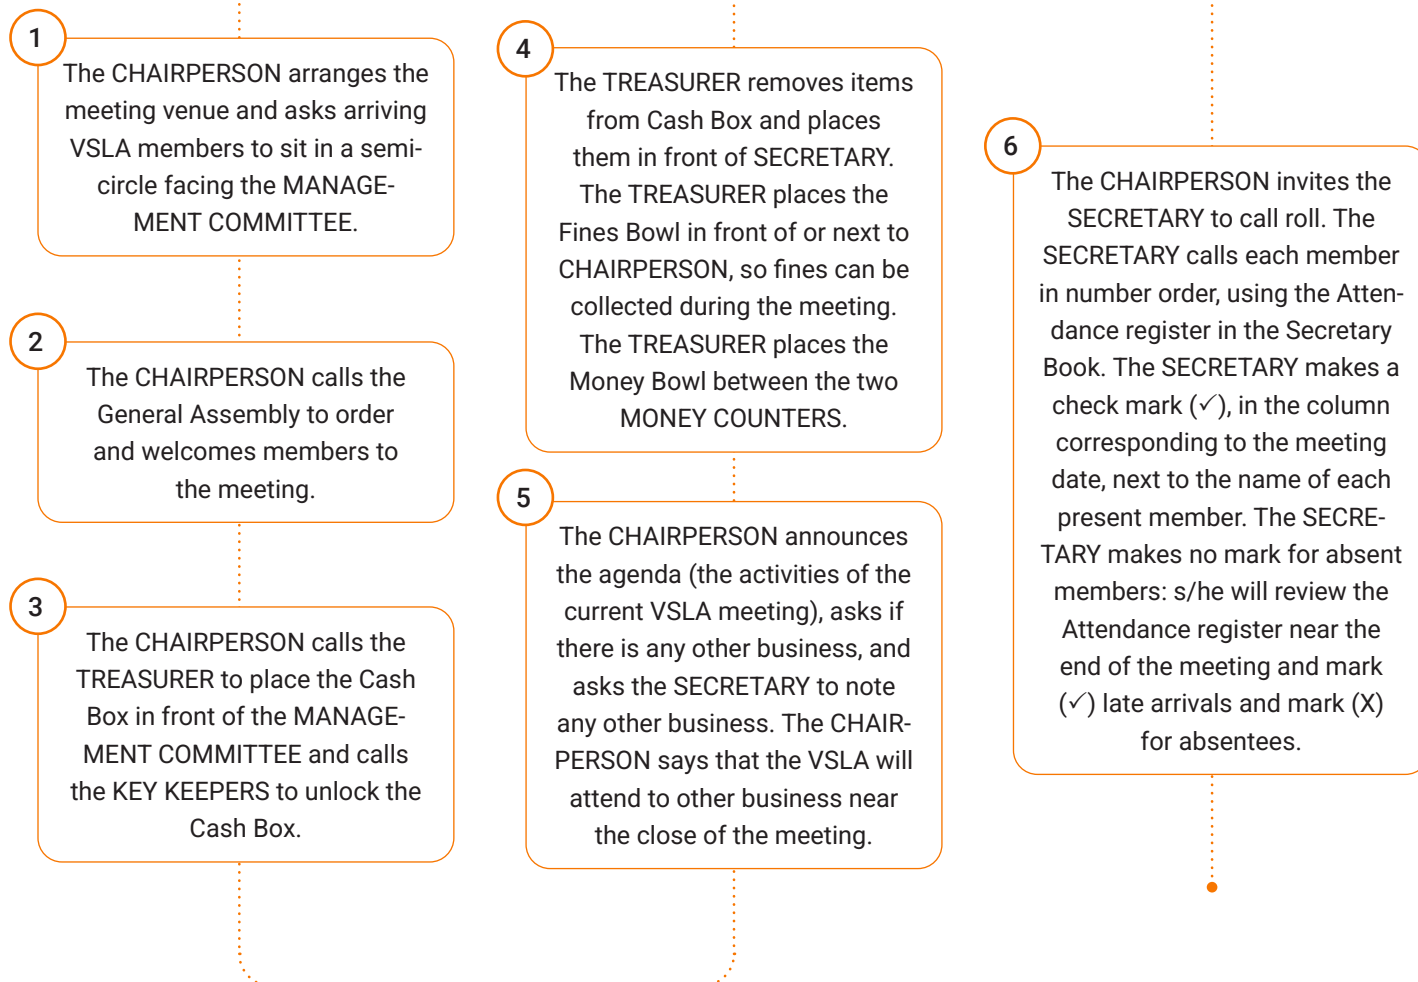 1
The CHAIRPERSON arranges the
meeting venue and asks arriving
VSLA members to sit in a semi-
circle facing the MANAGE-
MENT COMMITTEE.
2
The CHAIRPERSON calls the
General Assembly to order
and welcomes members to
the meeting.
3
The CHAIRPERSON calls the
TREASURER to place the Cash
Box in front of the MANAGE-
MENT COMMITTEE and calls
the KEY KEEPERS to unlock the
Cash Box.
4
The TREASURER removes items
from Cash Box and places
them in front of SECRETARY.
The TREASURER places the
Fines Bowl in front of or next to
CHAIRPERSON, so fines can be
collected during the meeting.
The TREASURER places the
Money Bowl between the two
MONEY COUNTERS.
5
The CHAIRPERSON announces
the agenda (the activities of the
current VSLA meeting), asks if
there is any other business, and
asks the SECRETARY to note
any other business. The CHAIR-
PERSON says that the VSLA will
attend to other business near
the close of the meeting.
6
The CHAIRPERSON invites the
SECRETARY to call roll. The
SECRETARY calls each member
in number order, using the Atten-
dance register in the Secretary
Book. The SECRETARY makes a
check mark (✓), in the column
corresponding to the meeting
date, next to the name of each
present member. The SECRE-
TARY makes no mark for absent
members: s/he will review the
Attendance register near the
end of the meeting and mark
(✓) late arrivals and mark (X)
for absentees.